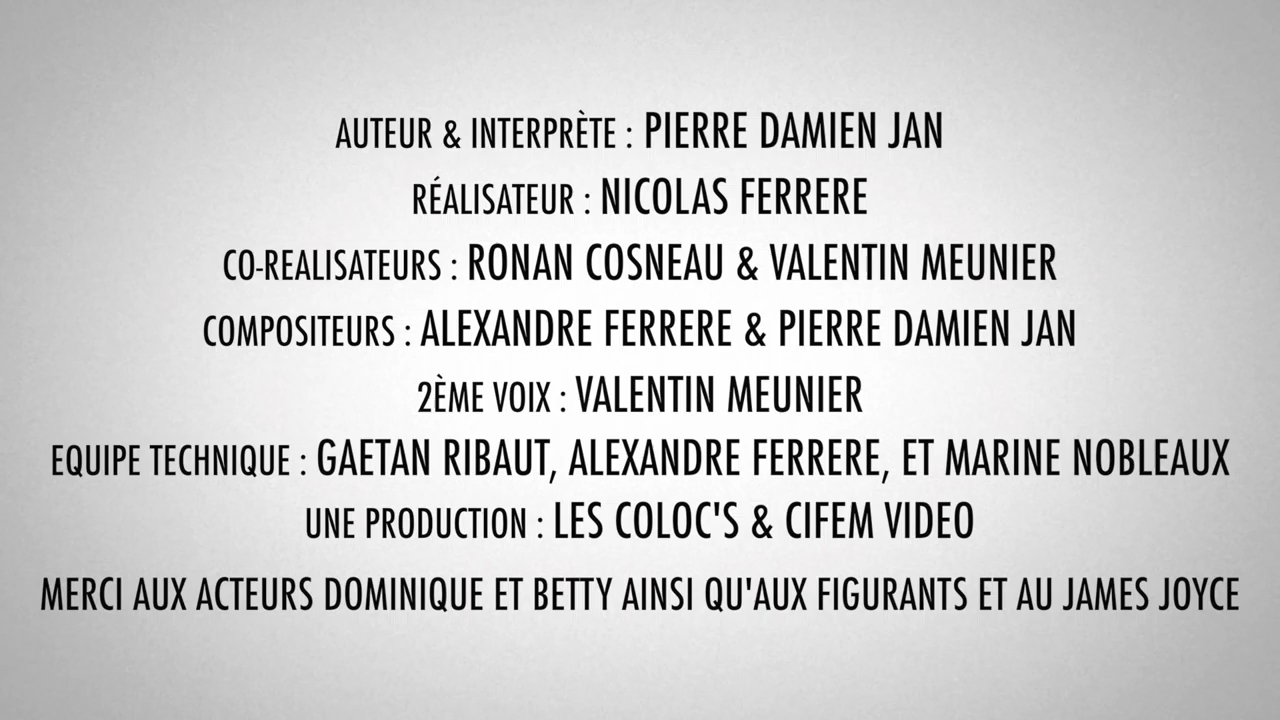 AUTEUR & INTERPRÈTE : PIERRE DAMIEN JAN
RÉALISATEUR : NICOLAS FERRERE
CO-REALISATEURS : RONAN COSNEAU & VALENTIN MEUNIER
COMPOSITEURS : ALEXANDRE FERRERE & PIERRE DAMIEN JAN
2ÈME VOIX : VALENTIN MEUNIER
EQUIPE TECHNIQUE : GAETAN RIBAUT, ALEXANDRE FERRERE, ET MARINE NOBLEAUX
UNE PRODUCTION : LES COLOC'S & CIFEM VIDEO
MERCI AUX ACTEURS DOMINIQUE ET BETTY AINSI QU'AUX FIGURANTS ET AU JAMES JOYCE